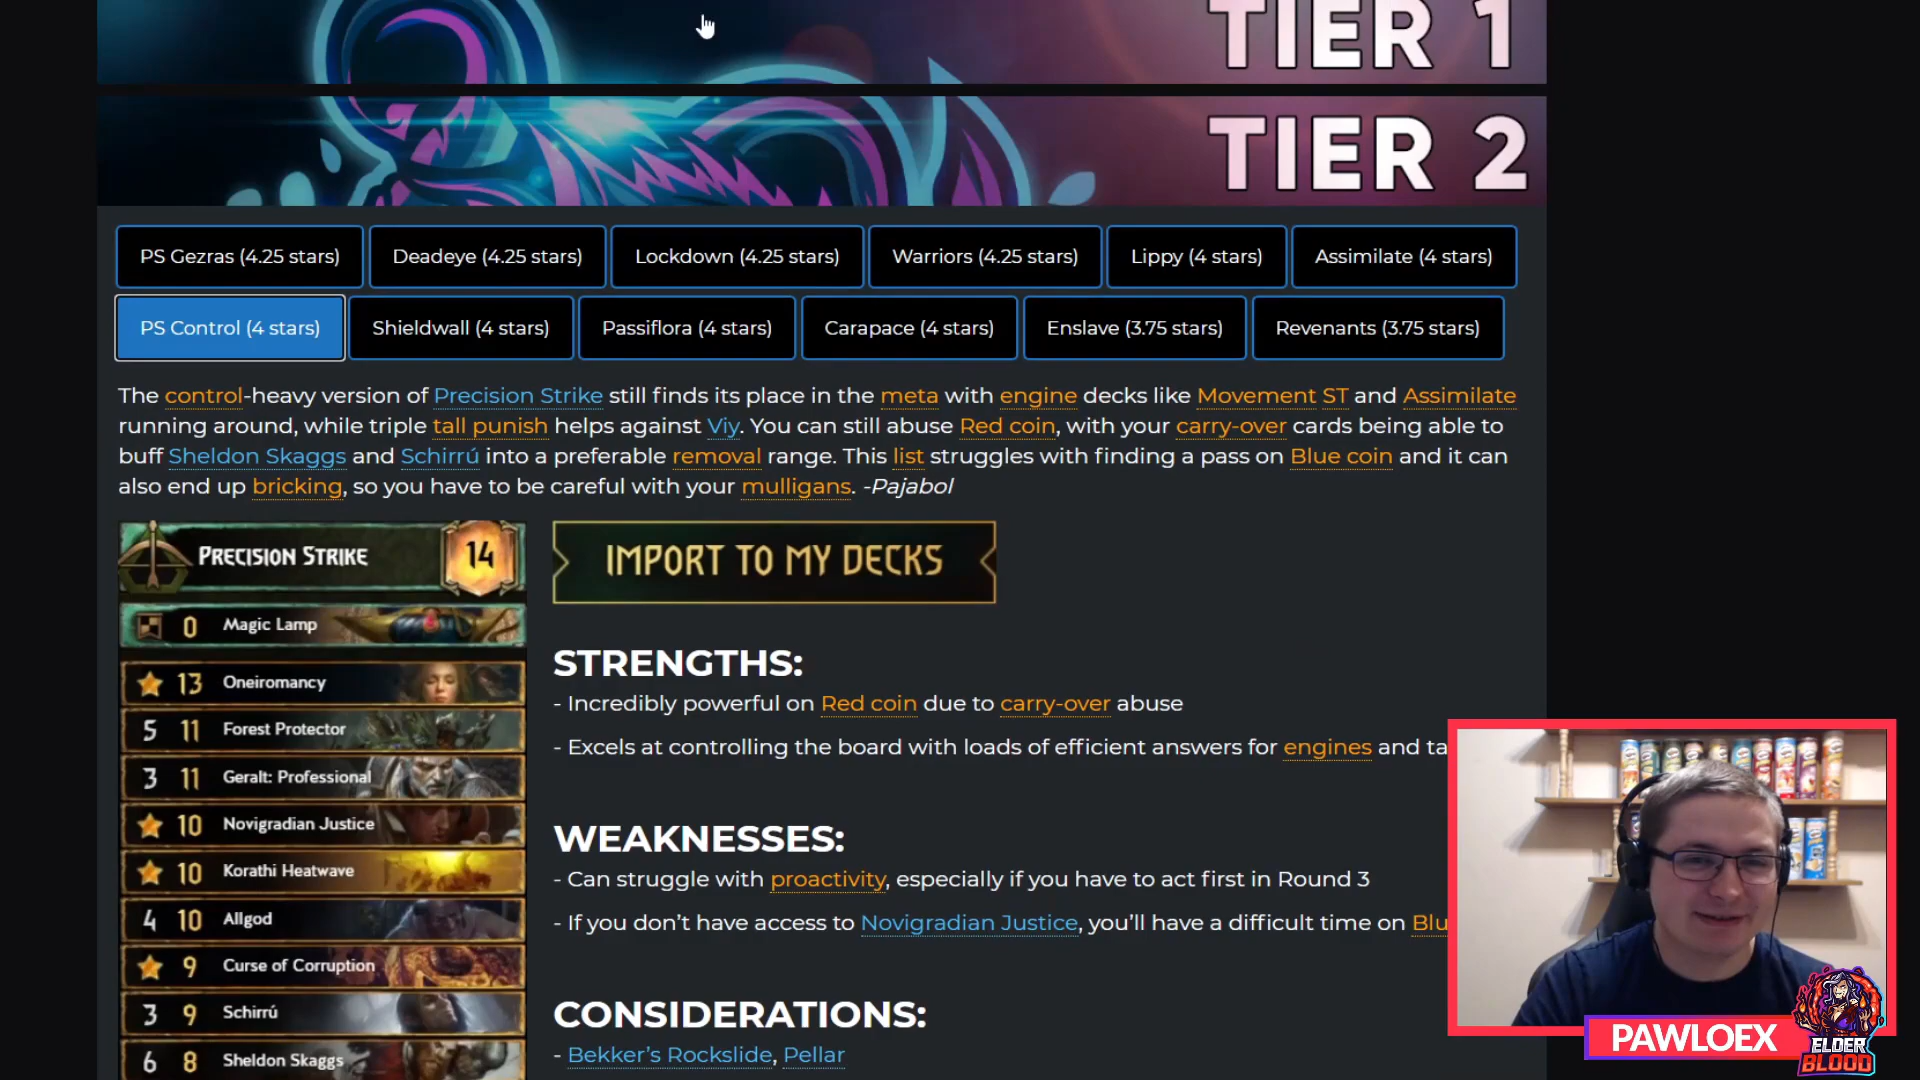 TIER 1
TIER 2
PS Gezras (4.25 stars)
Deadeye (4.25 stars)
Lockdown (4.25 stars)
Warriors (4.25 stars)
Lippy (4 stars)
Assimilate (4 stars)
PS Control (4 stars)
Shieldwall (4 stars)
Passiflora (4 stars)
Carapace (4 stars)
Enslave (3.75 stars)
Revenants (3.75 stars)
The control-heavy version of Precision Strike still finds its place in the meta with engine decks like Movement ST and Assimilate
running around, while triple tall punish helps against Viy. You can still abuse Red coin, with your carry-over cards being able to
buff Sheldon Skaggs and Schirrú into a preferable removal range. This list struggles with finding a pass on Blue coin and it can
also end up bricking, so you have to be careful with your mulligans. -Pajabol
PRECISION STRIKE 14
0 Magic Lamp
13 Oneiromancy
5 11 Forest Protector
3 11 Geralt: Professional
10 Novigradian Justice
10 Korathi Heatwave
4 10 Allgod
9 Curse of Corruption
3 9 Schirrú
6 8 Sheldon Skaggs
IMPORT TO MY DECKS
STRENGTHS:
- Incredibly powerful on Red coin due to carry-over abuse
- Excels at controlling the board with loads of efficient answers for engines and ta
WEAKNESSES:
- Can struggle with proactivity, especially if you have to act first in Round 3
- If you don't have access to Novigradian Justice, you'll have a difficult time on Blu
CONSIDERATIONS:
- Bekker's Rockslide, Pellar
PAWLOEX
ELDER
BLOOD